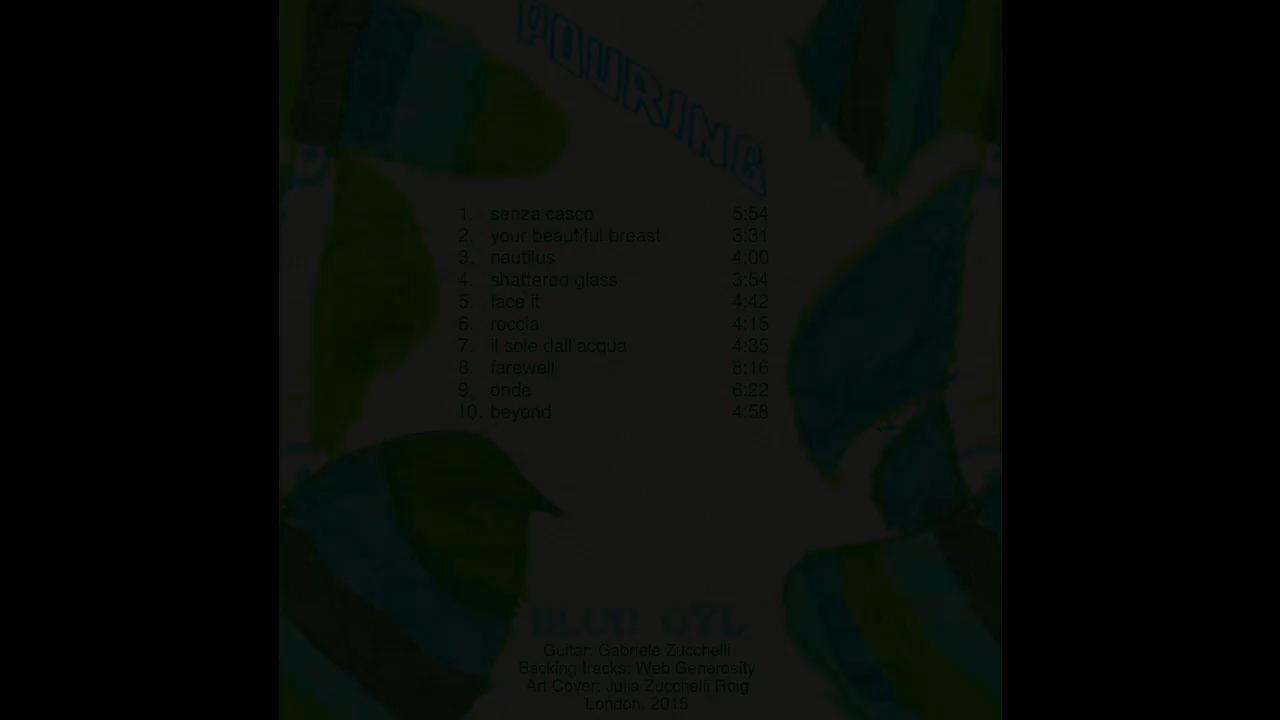 POURING
1. senza casco 5:54
2. your beautiful breast 3:31
3. nautilus 4:00
4. shattered glass 3:54
5. face it 4:42
6. roccia 4:15
7. il sole dall'acqua 4:35
8. farewell 8:16
9. onde 6:22
10. beyond 4:58
BLUE OYL
Guitar: Gabriele Zucchelli
Backing tracks: Web Generosity
Art Cover: Julia Zucchelli Roig
London, 2015